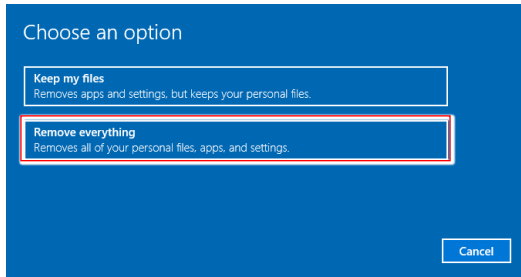 Choose an option
Keep my files
Removes apps and settings, but keeps your personal files.
Remove everything
Removes all of your personal files, apps, and settings.
Cancel